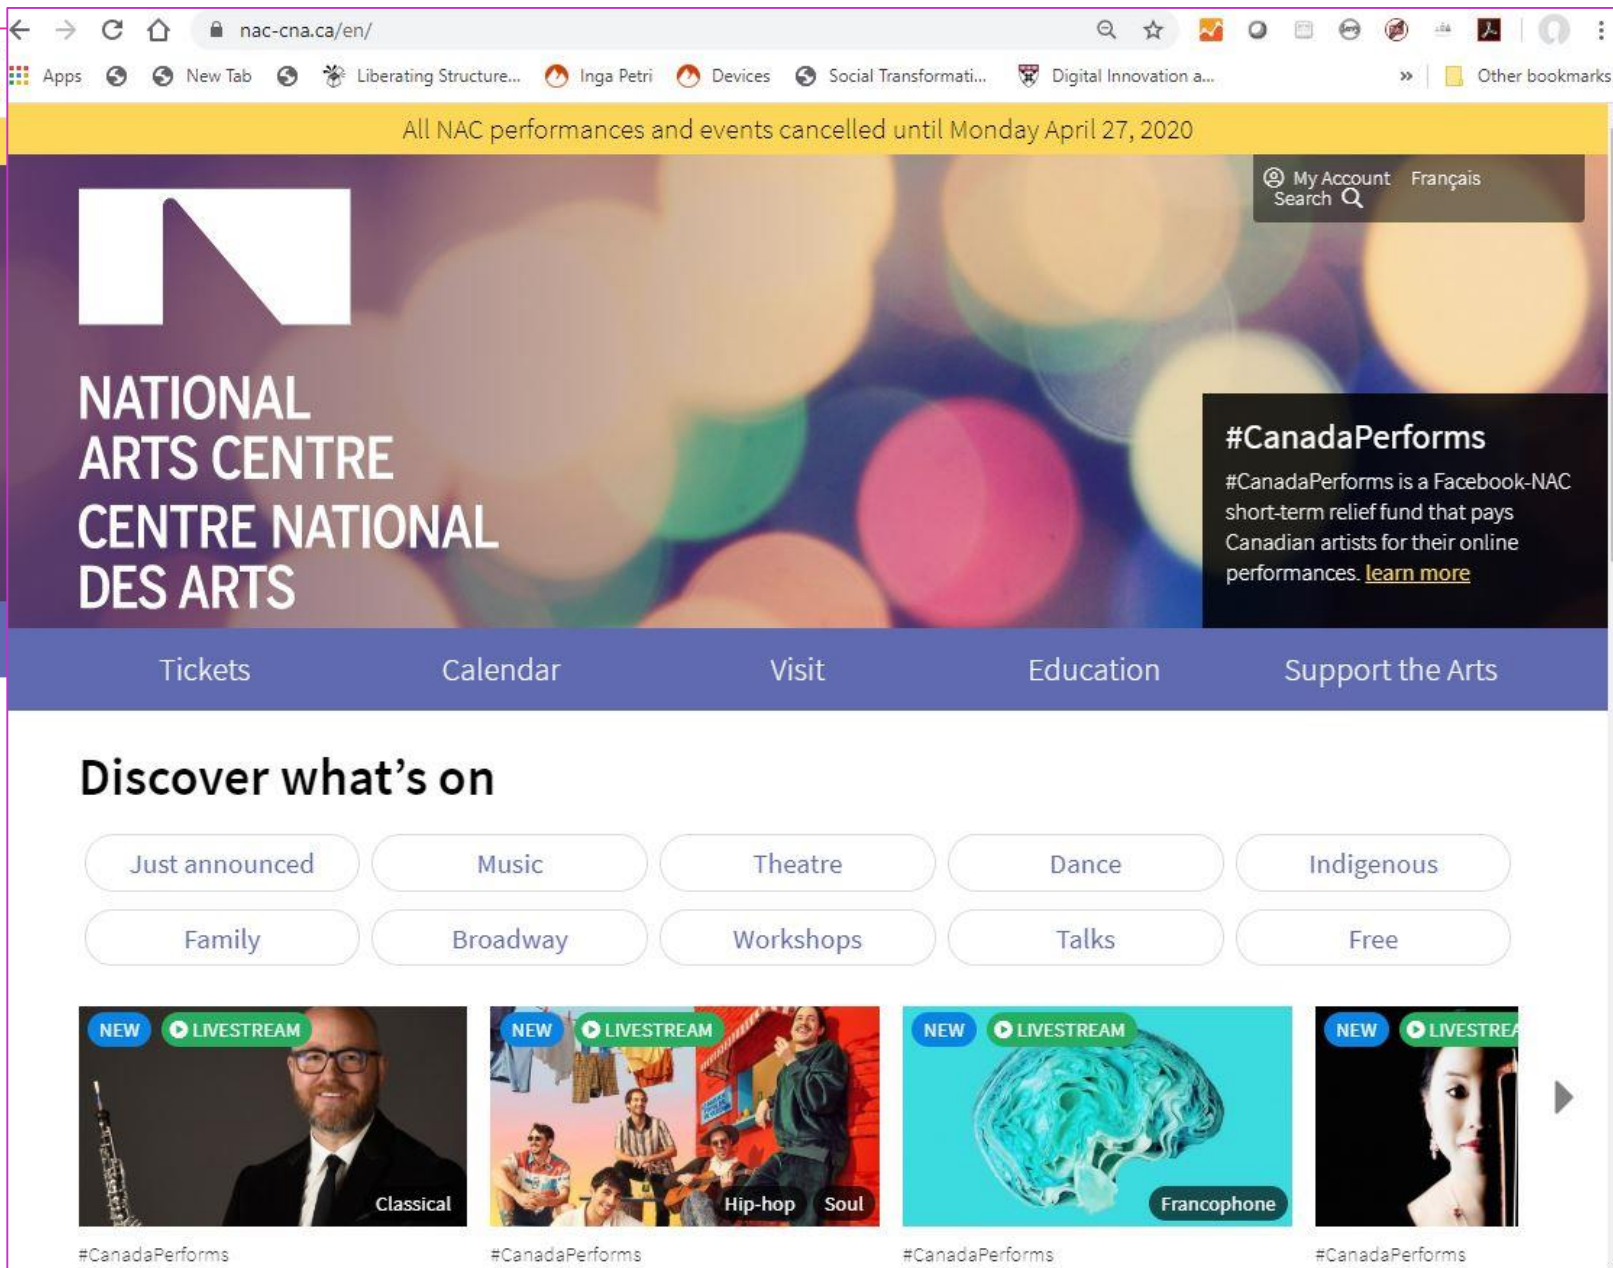 nac-cna.ca/en/
Apps New Tab Liberating Structure... Inga Petri Devices Social Transformati... Digital Innovation a... » Other bookmarks
All NAC performances and events cancelled until Monday April 27, 2020
My Account Français
Search
NATIONAL
ARTS CENTRE
CENTRE NATIONAL
DES ARTS
#CanadaPerforms
#CanadaPerforms is a Facebook-NAC
short-term relief fund that pays
Canadian artists for their online
performances. learn more
Tickets Calendar Visit Education Support the Arts
Discover what's on
Just announced Music Theatre Dance Indigenous
Family Broadway Workshops Talks Free
NEW LIVESTREAM NEW LIVESTREAM NEW LIVESTREAM NEW LIVESTREA
Classical Hip-hop Soul Francophone
#CanadaPerforms #CanadaPerforms #CanadaPerforms #CanadaPerforms